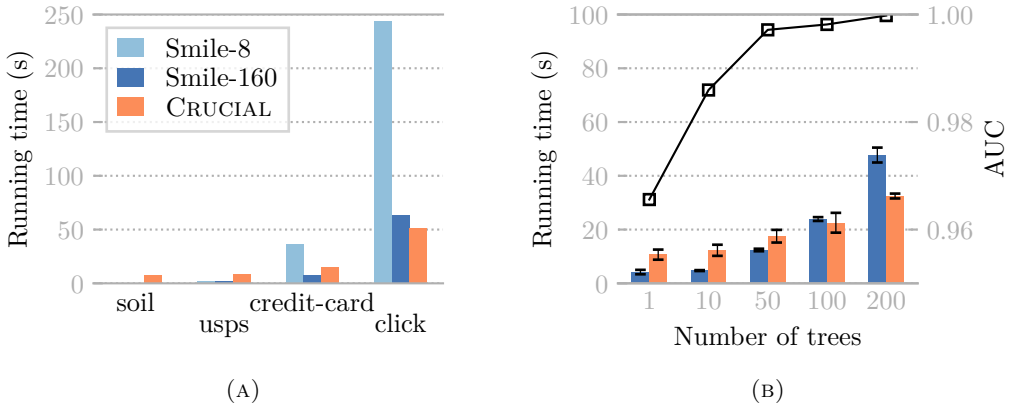 250
200
150
100
50
0
Running time (s)
Smile-8
Smile-160
CRUCIAL
soil
usps
credit-card
click
(A)
100
80
60
40
20
0
Running time (s)
1.00
0.98
0.96
AUC
1 10 50 100 200
Number of trees
(B)